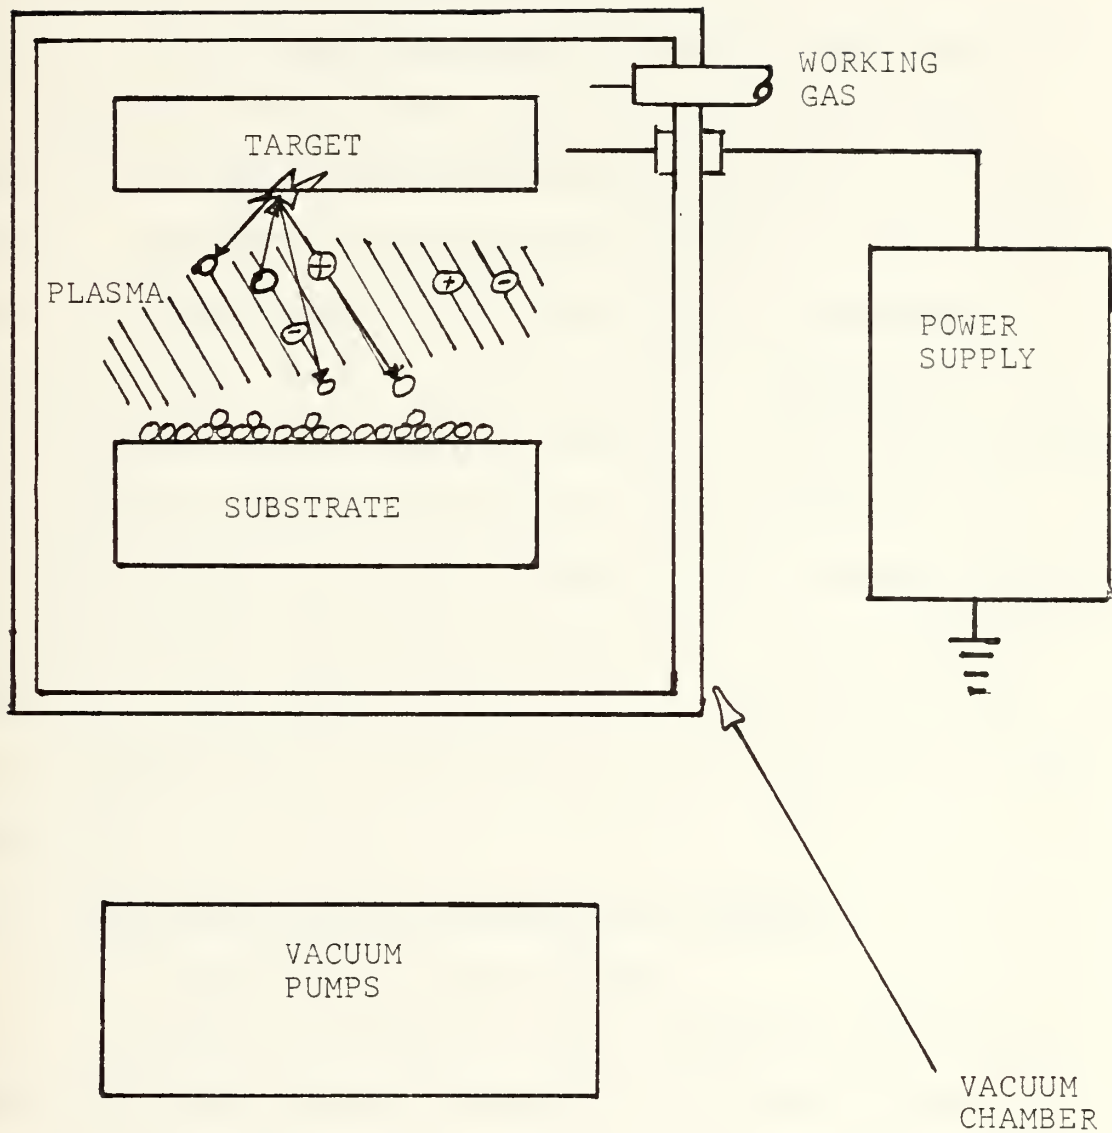 WORKING
GAS
TARGET
PLASMA
POWER
SUPPLY
SUBSTRATE
VACUUM
PUMPS
VACUUM
CHAMBER